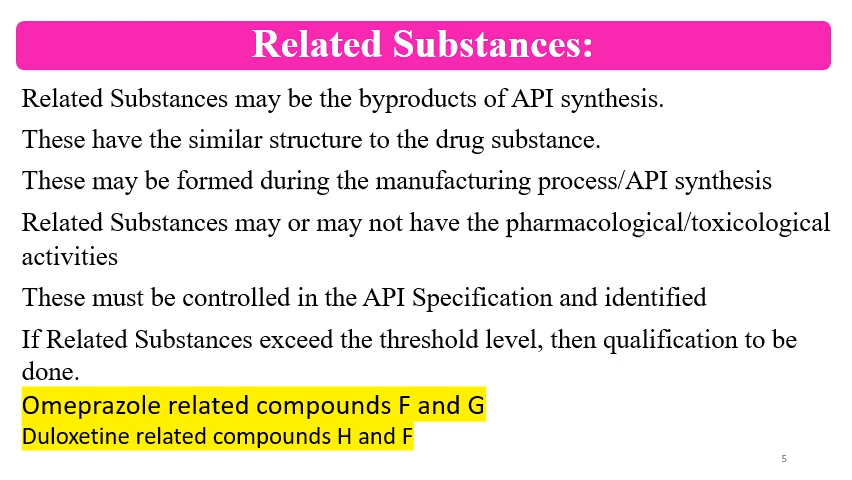 Related Substances:
Related Substances may be the byproducts of API synthesis.
These have the similar structure to the drug substance.
These may be formed during the manufacturing process/API synthesis
Related Substances may or may not have the pharmacological/toxicological
activities
These must be controlled in the API Specification and identified
If Related Substances exceed the threshold level, then qualification to be
done.
Omeprazole related compounds F and G
Duloxetine related compounds H and F
5